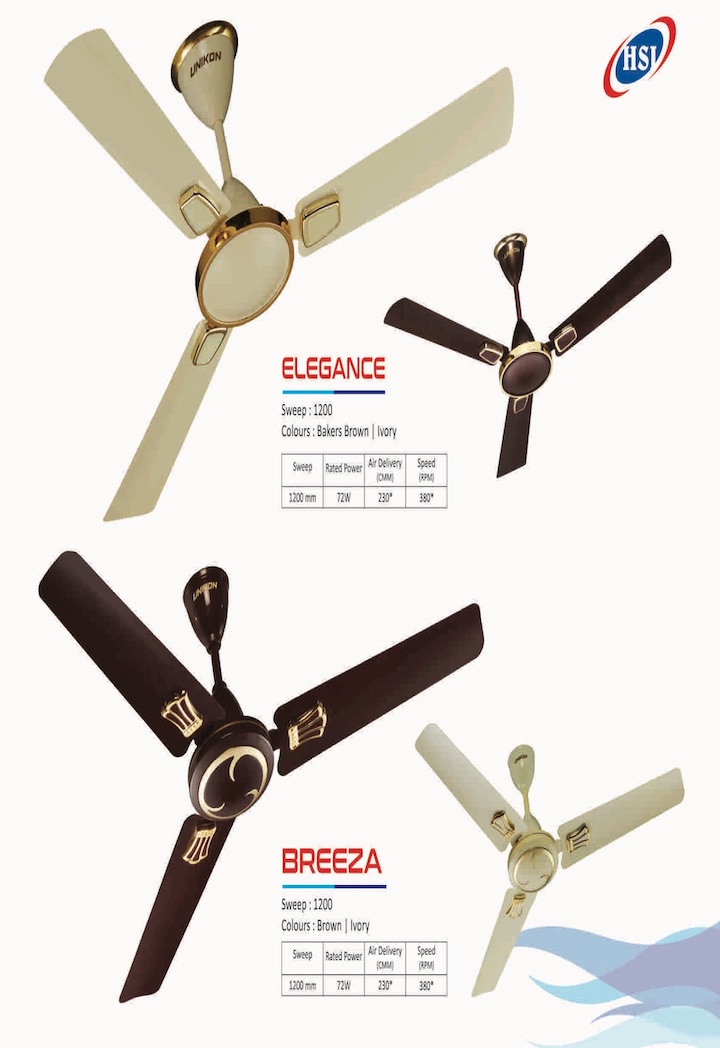 UNIKON
HSI
UNIKON
ELEGANCE
Sweep : 1200
Colours : Bakers Brown | Ivory
Sweep Rated Power Air Delivery (CMM) Speed (RPM)
1200 mm 72W 230* 380*
UNIKON
UNIKON
BREEZA
Sweep : 1200
Colours : Brown | Ivory
Sweep Rated Power Air Delivery (CMM) Speed (RPM)
1200 mm 72W 230* 380*